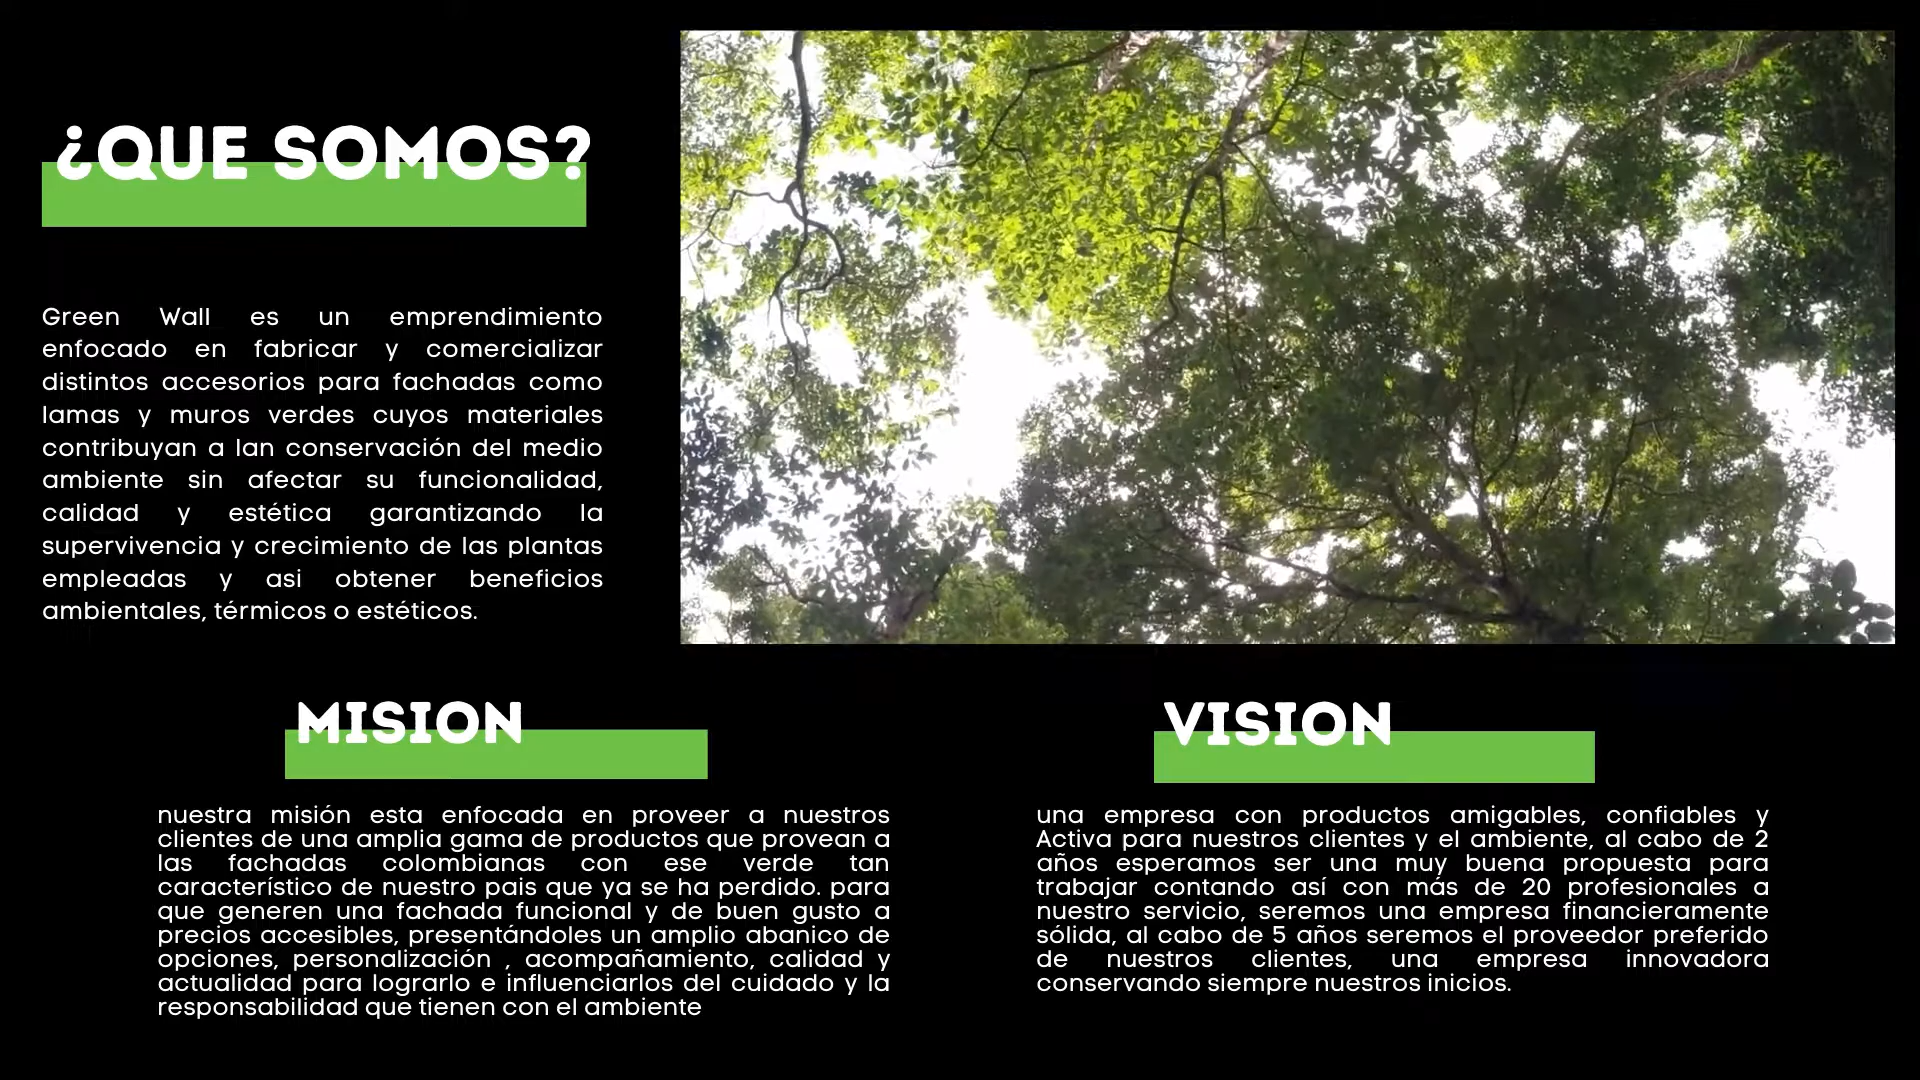 ¿QUE SOMOS?
Green Wall es un emprendimiento
enfocado en fabricar y comercializar
distintos accesorios para fachadas como
lamas y muros verdes cuyos materiales
contribuyan a lan conservación del medio
ambiente sin afectar su funcionalidad,
calidad y estética garantizando la
supervivencia y crecimiento de las plantas
empleadas y asi obtener beneficios
ambientales, térmicos o estéticos.
MISION
nuestra misión esta enfocada en proveer a nuestros
clientes de una amplia gama de productos que provean a
las fachadas colombianas con ese verde tan
característico de nuestro pais que ya se ha perdido. para
que generen una fachada funcional y de buen gusto a
precios accesibles, presentándoles un amplio abanico de
opciones, personalización , acompañamiento, calidad y
actualidad para lograrlo e influenciarlos del cuidado y la
responsabilidad que tienen con el ambiente
VISION
una empresa con productos amigables, confiables y
Activa para nuestros clientes y el ambiente, al cabo de 2
años esperamos ser una muy buena propuesta para
trabajar contando así con más de 20 profesionales a
nuestro servicio, seremos una empresa financieramente
sólida, al cabo de 5 años seremos el proveedor preferido
de nuestros clientes, una empresa innovadora
conservando siempre nuestros inicios.